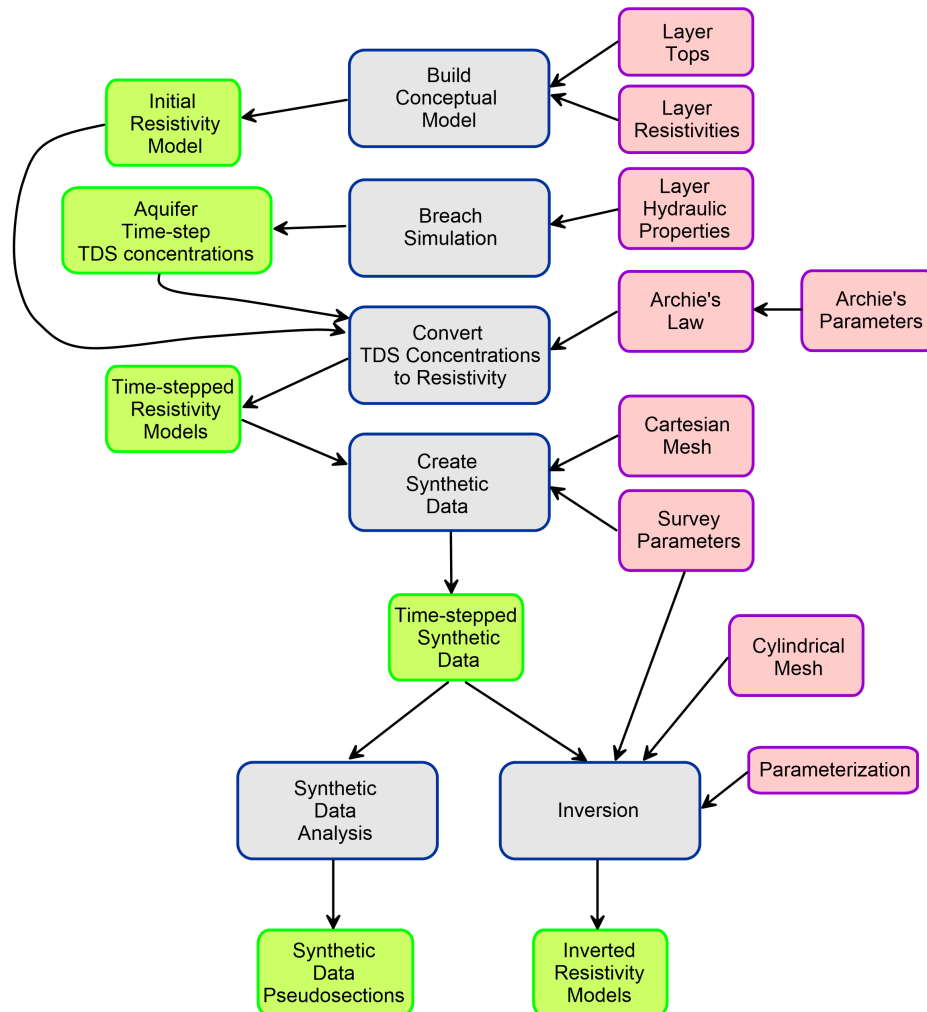 Layer
Tops
Build
Conceptual
Model
Initial
Resistivity
Model
Layer
Resistivities
Layer
Hydraulic
Properties
Breach
Simulation
Aquifer
Time-step
TDS concentrations
Archie's
Law
Archie's
Parameters
Convert
TDS Concentrations
to Resistivity
Time-stepped
Resistivity
Models
Cartesian
Mesh
Create
Synthetic
Data
Survey
Parameters
Time-stepped
Synthetic
Data
Cylindrical
Mesh
Parameterization
Synthetic
Data
Analysis
Inversion
Synthetic
Data
Pseudosections
Inverted
Resistivity
Models